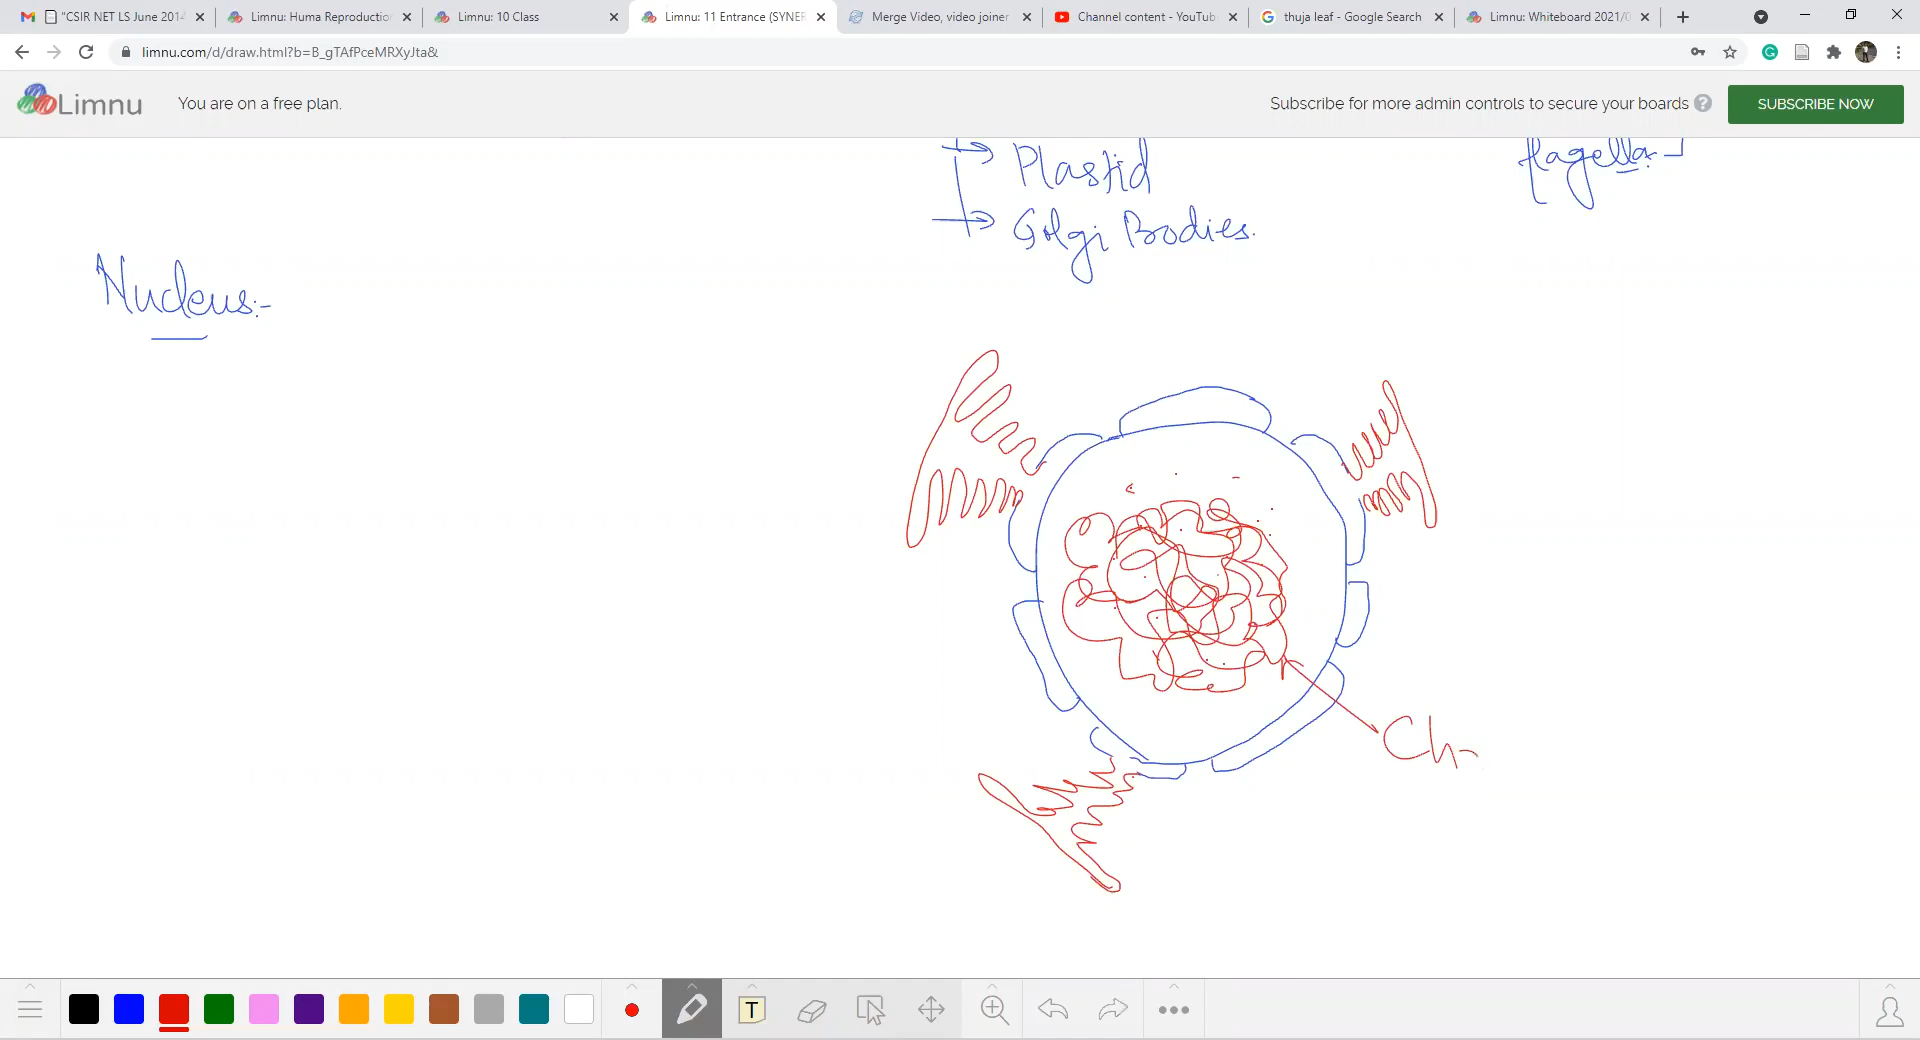 "CSIR NET LS June 2014
Limnu: Huma Reproductio
Limnu: 10 Class
Limnu: 11 Entrance (SYNER
Merge Video, video joiner
Channel content - YouTub
thuja leaf - Google Search
Limnu: Whiteboard 2021/0
limnu.com/d/draw.html?b=B_gTAfPceMRXyJta&
Limnu
You are on a free plan.
Subscribe for more admin controls to secure your boards ?
SUBSCRIBE NOW
Plastid
flagella
Golgi Bodies.
Nucleus:-
Ch
T